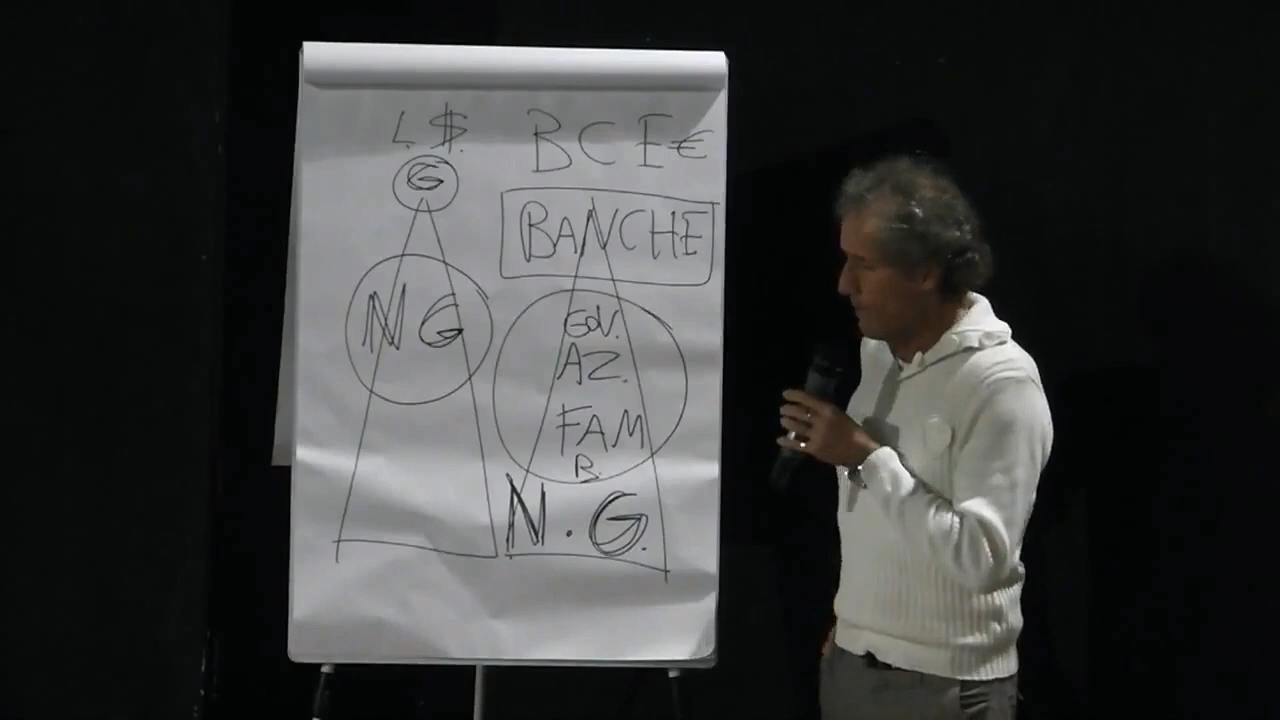 L. $.
G
N G
BCE €
BANCHE
GOV.
AZ.
FAM
B.
N.G.